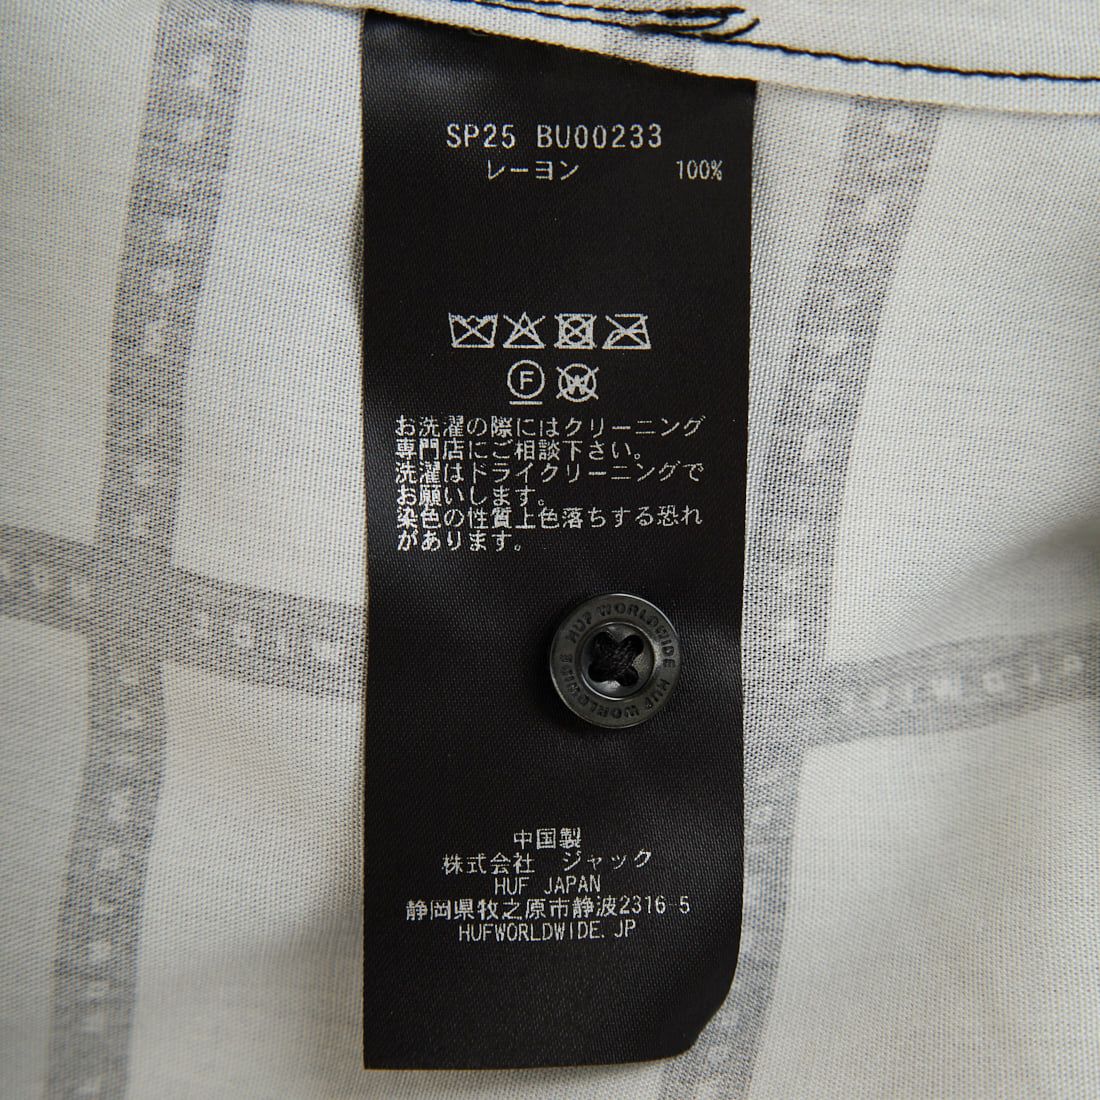 SP25 BU00233
レーヨン 100%
F W
お洗濯の際にはクリーニング
専門店にご相談下さい。
洗濯はドライクリーニングで
お願いします。
染色の性質上色落ちする恐れ
があります。
HUF WORLDWIDE HUF WORLDWIDE
中国製
株式会社 ジャック
HUF JAPAN
静岡県牧之原市静波2316-5
HUFWORLDWIDE.JP